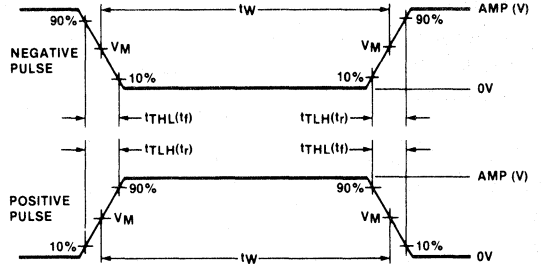 90% tW 90% AMP (V)
NEGATIVE PULSE VM VM
10% 10%
0V
tTHL(tf) tTLH(tr)
tTLH(tr) tTHL(tf)
90% 90% AMP (V)
POSITIVE PULSE VM VM
10% tW 10% 0V